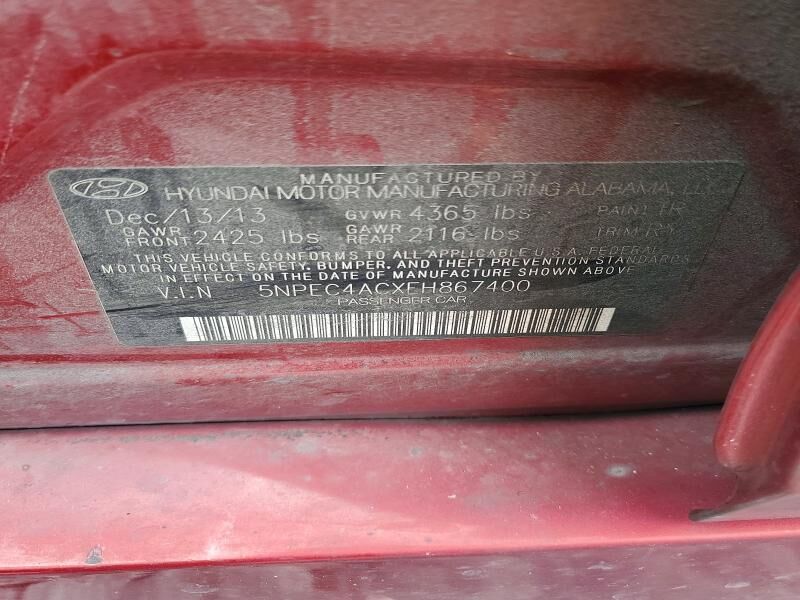 MANUFACTURED BY
HYUNDAI MOTOR MANUFACTURING ALABAMA, LLC
Dec/13/13 GVWR 4365 lbs PAINT TR
GAWR FRONT 2425 lbs GAWR REAR 2116 lbs TRIM RY
THIS VEHICLE CONFORMS TO ALL APPLICABLE U.S.A. FEDERAL
MOTOR VEHICLE SAFETY, BUMPER, AND THEFT PREVENTION STANDARDS
IN EFFECT ON THE DATE OF MANUFACTURE SHOWN ABOVE
V.I.N 5NPEC4ACXEH867400
PASSENGER CAR